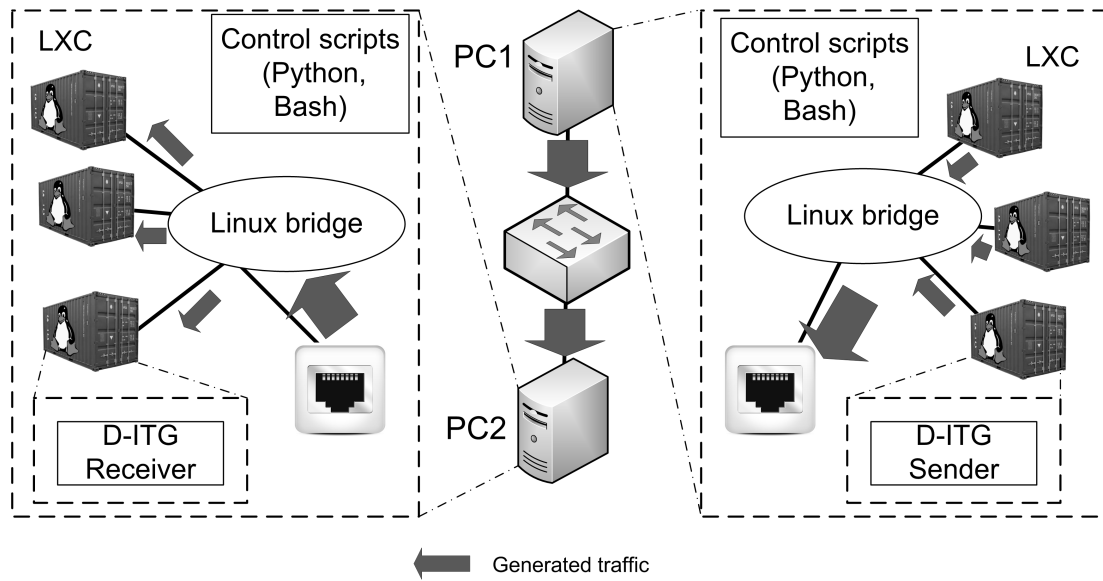 LXC
Control scripts
(Python,
Bash)
Linux bridge
D-ITG
Receiver
PC1
PC2
Control scripts
(Python,
Bash)
LXC
Linux bridge
D-ITG
Sender
Generated traffic